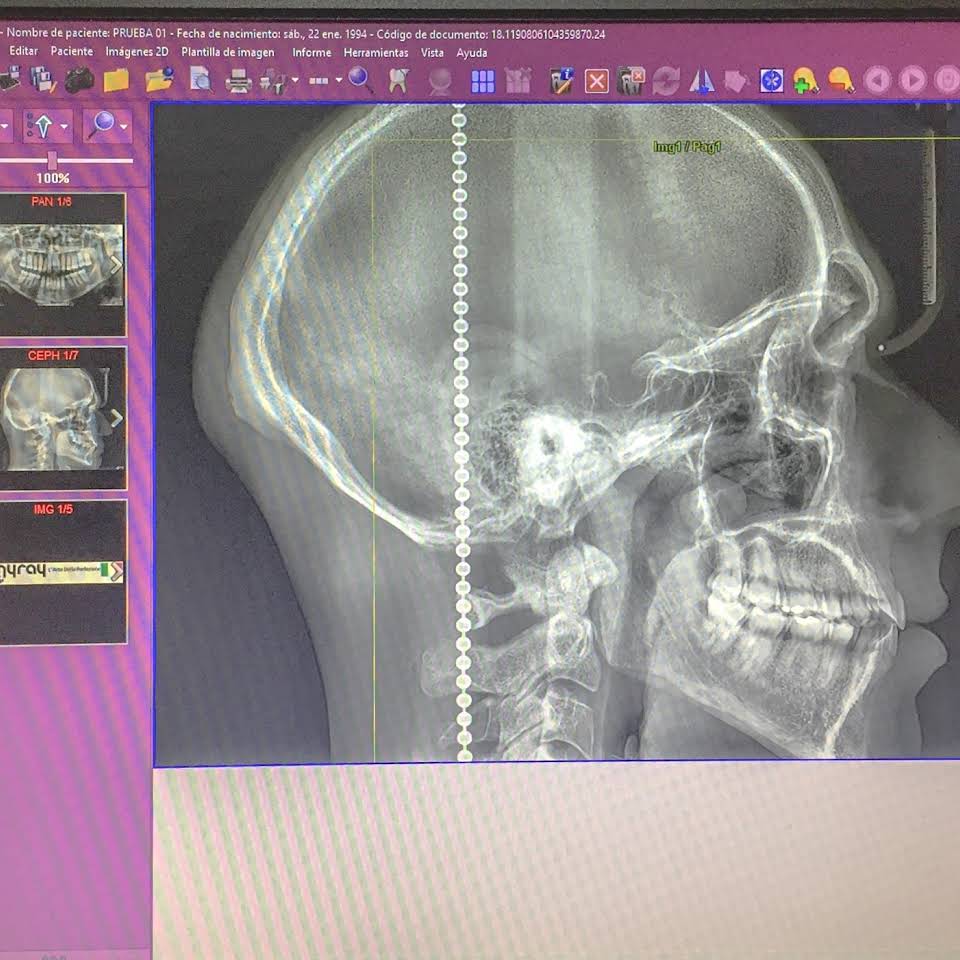 - Nombre de paciente: PRUEBA 01 - Fecha de nacimiento: sáb., 22 ene. 1994 - Código de documento: 18.1190806104359870.24
Editar Paciente Imágenes 2D Plantilla de imagen Informe Herramientas Vista Ayuda
100%
Img1 / Pag1
PAN 1/6
CEPH 1/7
IMG 1/5
myray